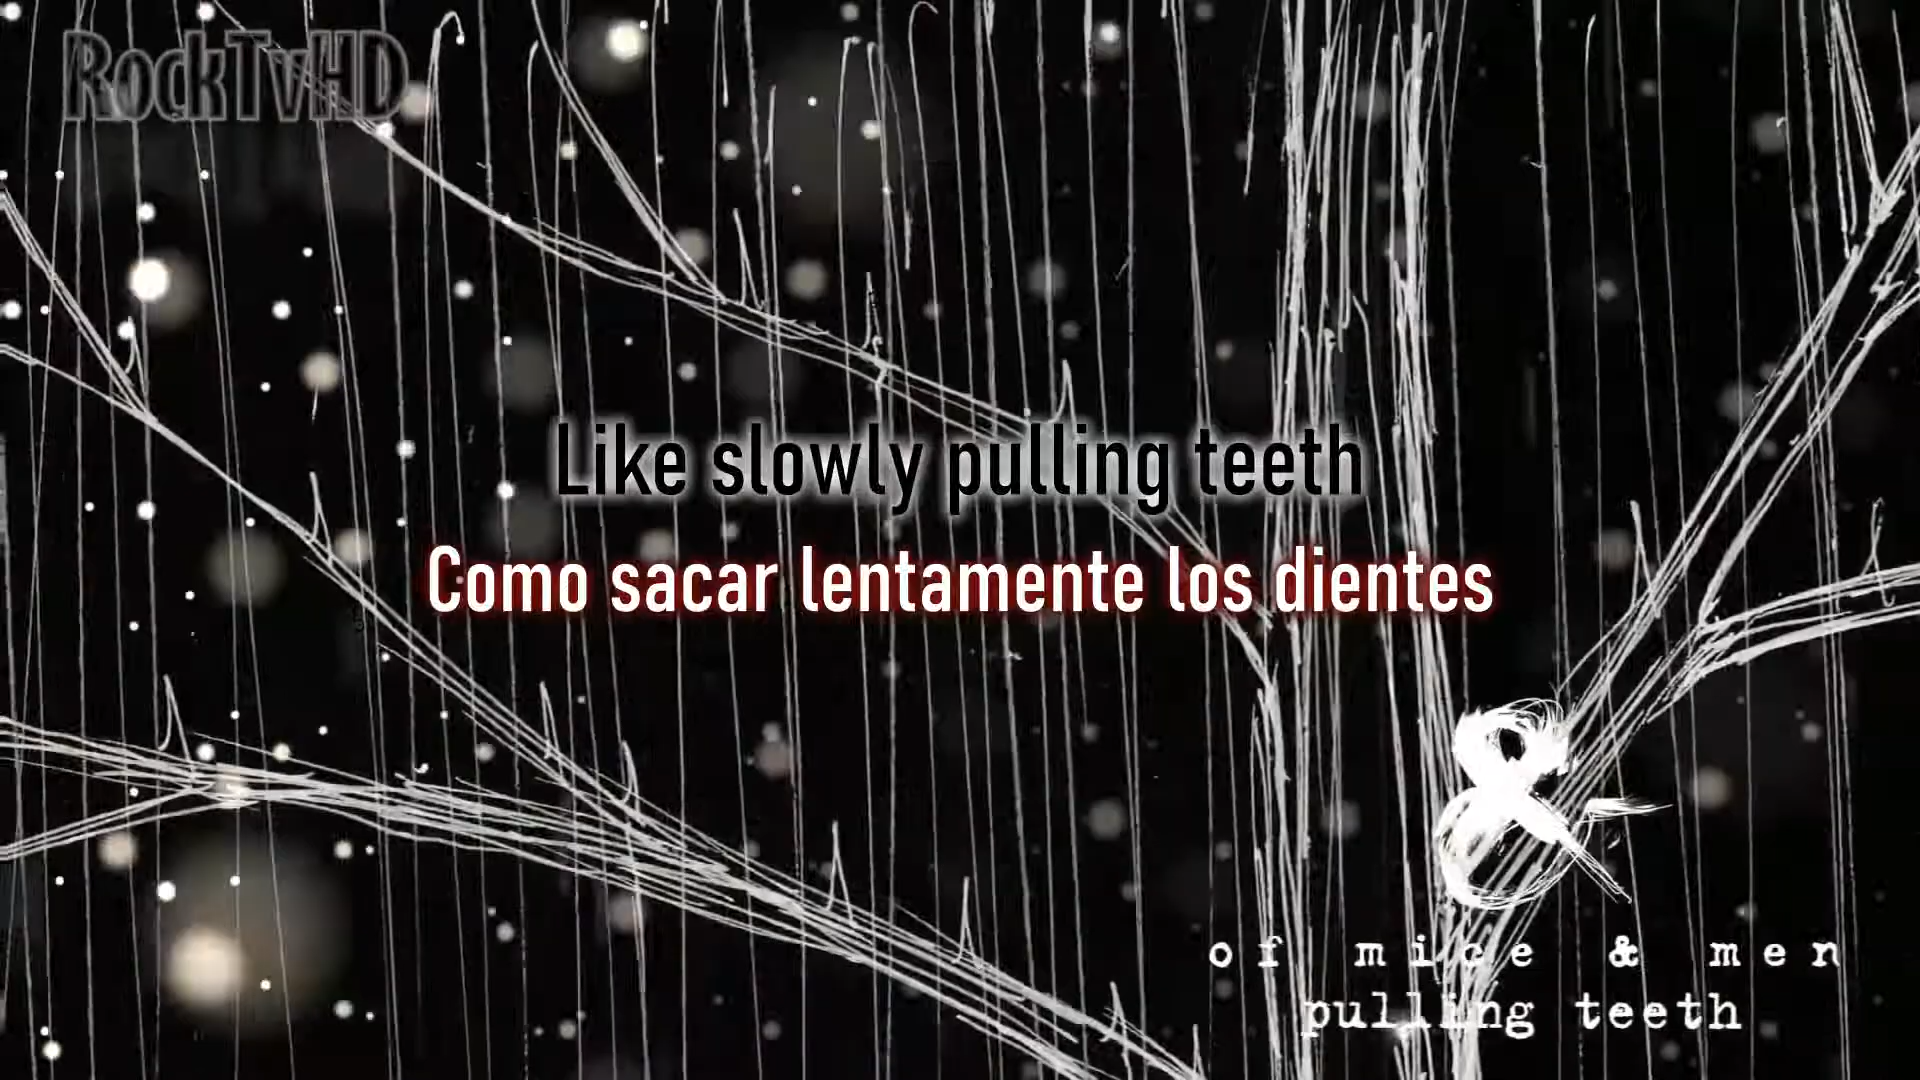 RockTvHD
Like slowly pulling teeth
Como sacar lentamente los dientes
&
of mice & men
pulling teeth